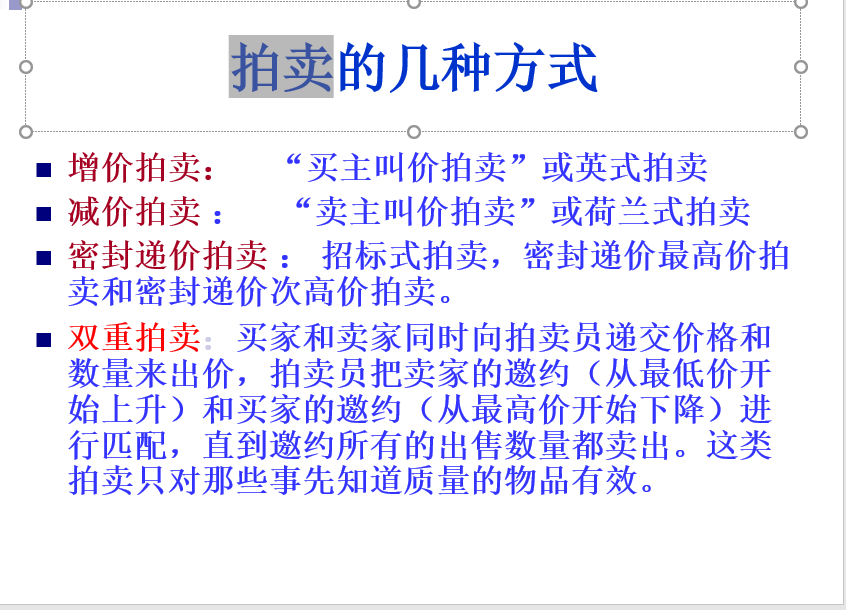 拍卖的几种方式
增价拍卖： “买主叫价拍卖”或英式拍卖
减价拍卖： “卖主叫价拍卖”或荷兰式拍卖
密封递价拍卖： 招标式拍卖，密封递价最高价拍
卖和密封递价次高价拍卖。
双重拍卖：买家和卖家同时向拍卖员递交价格和
数量来出价，拍卖员把卖家的邀约（从最低价开
始上升）和买家的邀约（从最高价开始下降）进
行匹配，直到邀约所有的出售数量都卖出。这类
拍卖只对那些事先知道质量的物品有效。